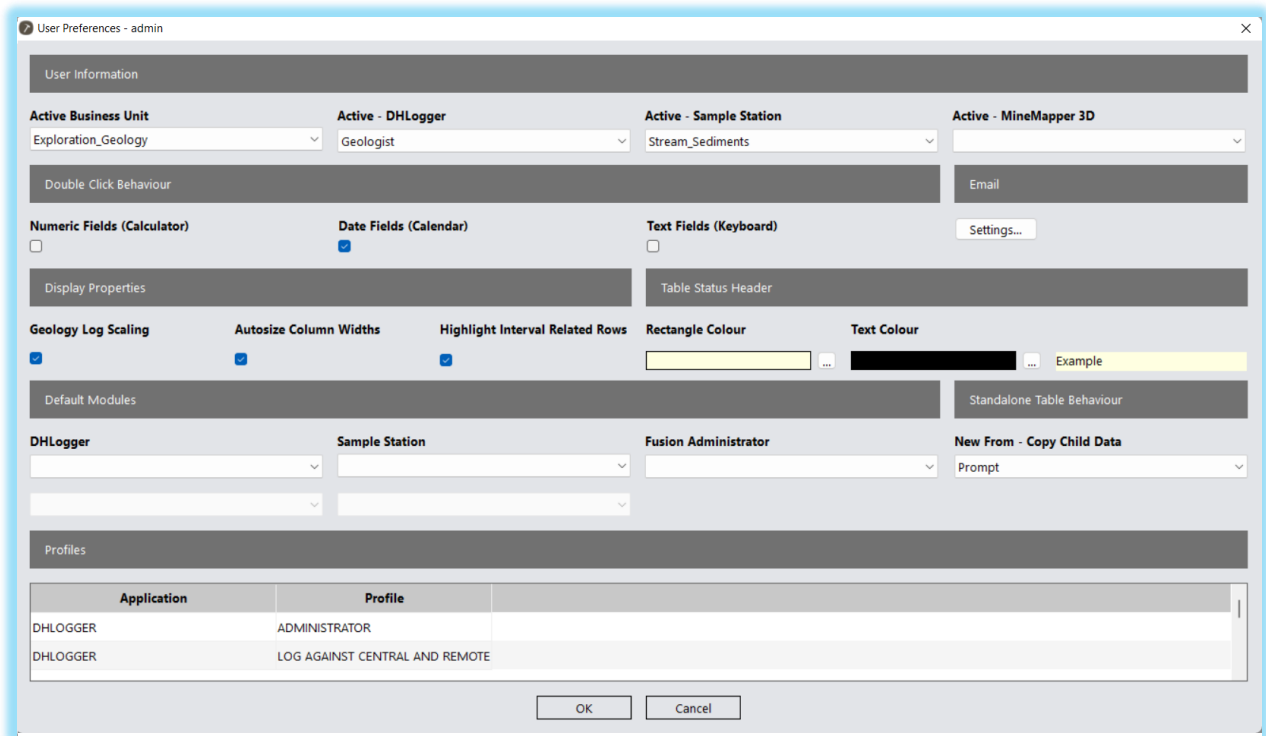 User Preferences - admin
User Information
Active Business Unit Active - DHLogger Active - Sample Station Active - MineMapper 3D
Exploration_Geology Geologist Stream_Sediments
Double Click Behaviour Email
Numeric Fields (Calculator) Date Fields (Calendar) Text Fields (Keyboard) Settings...
Display Properties Table Status Header
Geology Log Scaling Autosize Column Widths Highlight Interval Related Rows Rectangle Colour Text Colour
... ... Example
Default Modules Standalone Table Behaviour
DHLogger Sample Station Fusion Administrator New From - Copy Child Data
Prompt
Profiles
Application Profile
DHLOGGER ADMINISTRATOR
DHLOGGER LOG AGAINST CENTRAL AND REMOTE
OK Cancel